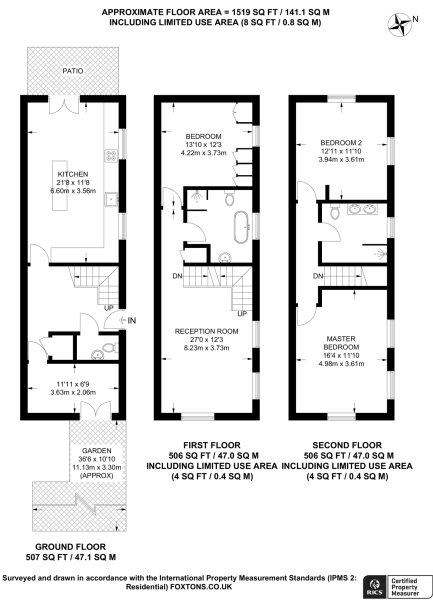 APPROXIMATE FLOOR AREA = 1519 SQ FT / 141.1 SQ M
INCLUDING LIMITED USE AREA (8 SQ FT / 0.8 SQ M)
N
PATIO
KITCHEN
21'8 x 11'8
6.60m x 3.56m
UP
IN
11'11 x 6'9
3.63m x 2.06m
GARDEN
36'6 x 10'10
11.13m x 3.30m
(APPROX)
GROUND FLOOR
507 SQ FT / 47.1 SQ M
BEDROOM
13'10 x 12'3
4.22m x 3.73m
DN
UP
RECEPTION ROOM
27'0 x 12'3
8.23m x 3.73m
FIRST FLOOR
506 SQ FT / 47.0 SQ M
INCLUDING LIMITED USE AREA
(4 SQ FT / 0.4 SQ M)
BEDROOM 2
12'11 x 11'10
3.94m x 3.61m
DN
MASTER
BEDROOM
16'4 x 11'10
4.98m x 3.61m
SECOND FLOOR
506 SQ FT / 47.0 SQ M
INCLUDING LIMITED USE AREA
(4 SQ FT / 0.4 SQ M)
Surveyed and drawn in accordance with the International Property Measurement Standards (IPMS 2:
Residential) FOXTONS.CO.UK
RICS
Certified
Property
Measurer